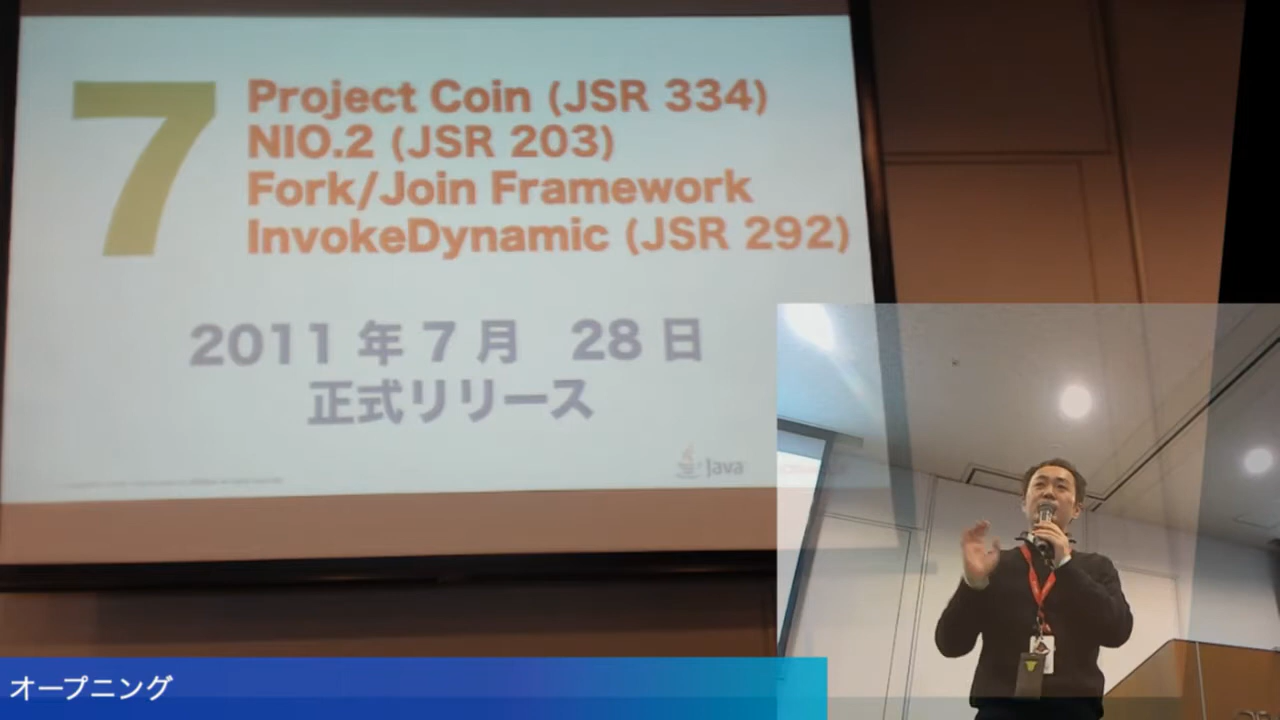 7
Project Coin (JSR 334)
NIO.2 (JSR 203)
Fork/Join Framework
InvokeDynamic (JSR 292)
2011 年 7 月 28 日
正式リリース
Java
オープニング